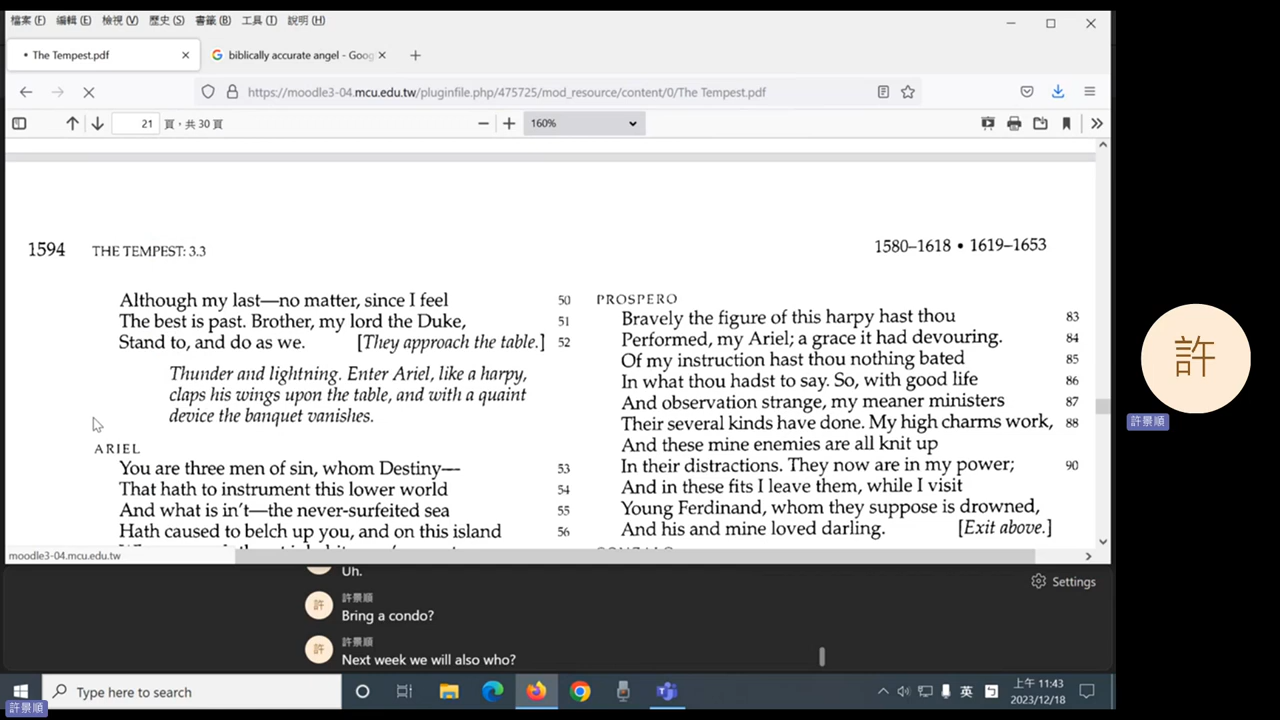 檔案(F) 編輯(E) 檢視(V) 歷史(S) 書籤(B) 工具(T) 說明(H)
• The Tempest.pdf
biblically accurate angel - Goog
https://moodle3-04.mcu.edu.tw/pluginfile.php/475725/mod_resource/content/0/The Tempest.pdf
21 頁，共 30 頁
160%
1594 THE TEMPEST: 3.3
1580–1618 • 1619–1653
Although my last—no matter, since I feel 50
The best is past. Brother, my lord the Duke, 51
Stand to, and do as we. [They approach the table.] 52
Thunder and lightning. Enter Ariel, like a harpy,
claps his wings upon the table, and with a quaint
device the banquet vanishes.
ARIEL
You are three men of sin, whom Destiny— 53
That hath to instrument this lower world 54
And what is in't—the never-surfeited sea 55
Hath caused to belch up you, and on this island 56
PROSPERO
Bravely the figure of this harpy hast thou 83
Performed, my Ariel; a grace it had devouring. 84
Of my instruction hast thou nothing bated 85
In what thou hadst to say. So, with good life 86
And observation strange, my meaner ministers 87
Their several kinds have done. My high charms work, 88
And these mine enemies are all knit up
In their distractions. They now are in my power; 90
And in these fits I leave them, while I visit
Young Ferdinand, whom they suppose is drowned,
And his and mine loved darling. [Exit above.]
moodle3-04.mcu.edu.tw
許
許景順
Uh.
許
許景順
Bring a condo?
許
許景順
Next week we will also who?
Settings
Type here to search
英
上午 11:43
2023/12/18
許景順